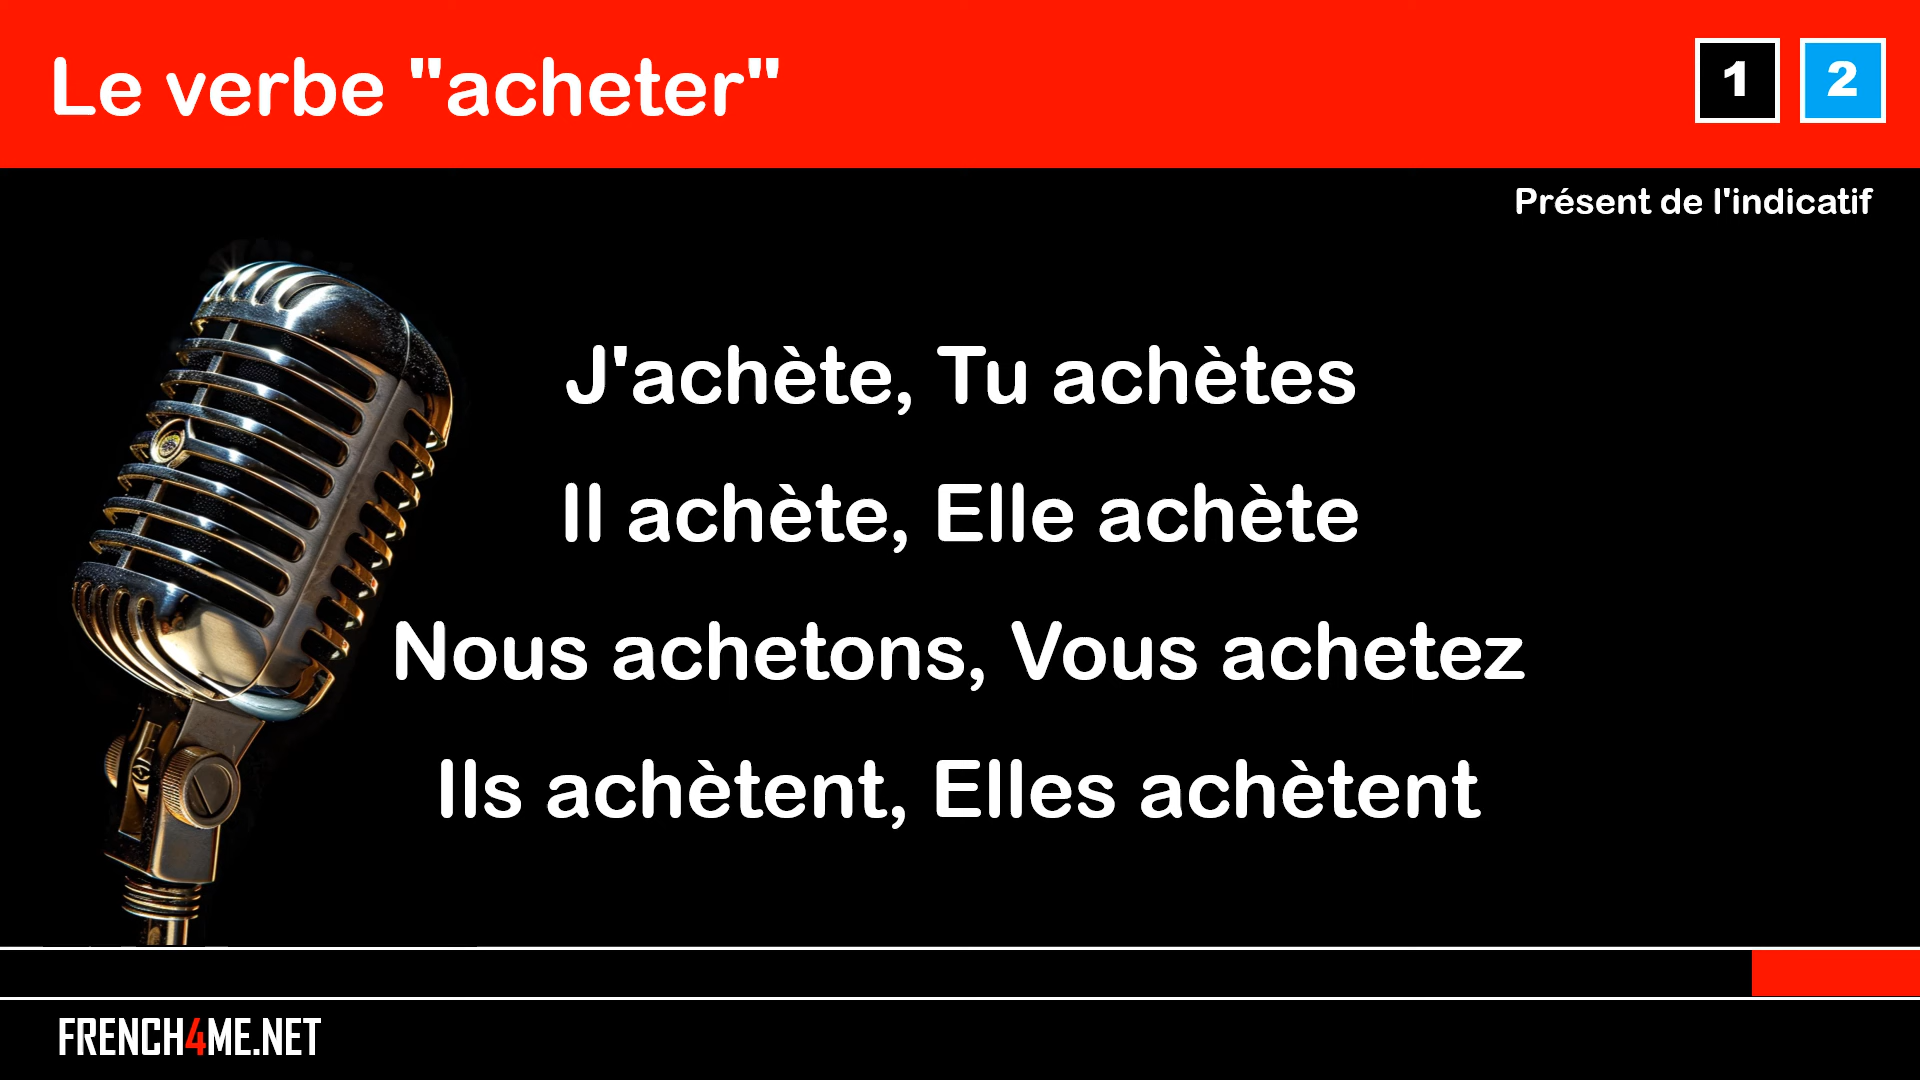 Le verbe "acheter"
1 2
Présent de l'indicatif
J'achète, Tu achètes
Il achète, Elle achète
Nous achetons, Vous achetez
Ils achètent, Elles achètent
FRENCH4ME.NET